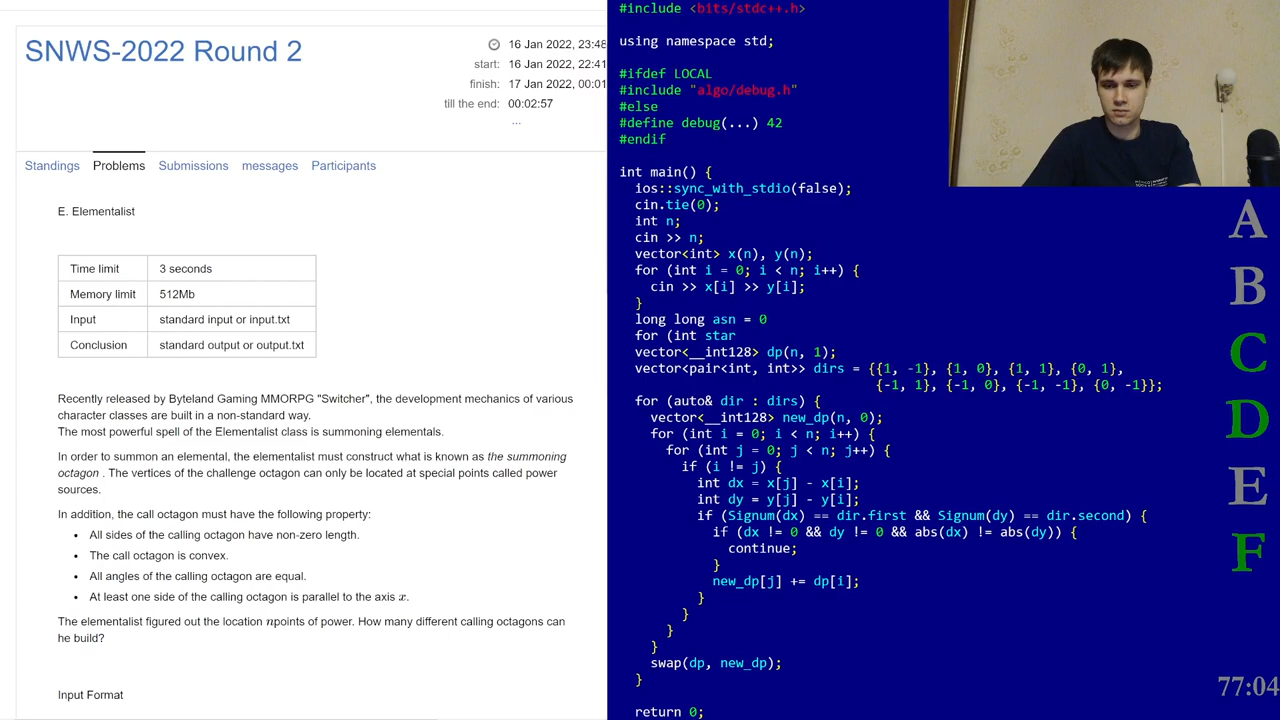 SNWS-2022 Round 2
16 Jan 2022, 23:48
start: 16 Jan 2022, 22:41
finish: 17 Jan 2022, 00:01
till the end: 00:02:57
...
Standings Problems Submissions messages Participants
E. Elementalist
Time limit 3 seconds
Memory limit 512Mb
Input standard input or input.txt
Conclusion standard output or output.txt
Recently released by Byteland Gaming MMORPG "Switcher", the development mechanics of various
character classes are built in a non-standard way.
The most powerful spell of the Elementalist class is summoning elementals.
In order to summon an elemental, the elementalist must construct what is known as the summoning
octagon . The vertices of the challenge octagon can only be located at special points called power
sources.
In addition, the call octagon must have the following property:
• All sides of the calling octagon have non-zero length.
• The call octagon is convex.
• All angles of the calling octagon are equal.
• At least one side of the calling octagon is parallel to the axis x.
The elementalist figured out the location npoints of power. How many different calling octagons can
he build?
Input Format
#include <bits/stdc++.h>
using namespace std;
#ifdef LOCAL
#include "algo/debug.h"
#else
#define debug(...) 42
#endif
int main() {
  ios::sync_with_stdio(false);
  cin.tie(0);
  int n;
  cin >> n;
  vector<int> x(n), y(n);
  for (int i = 0; i < n; i++) {
    cin >> x[i] >> y[i];
  }
  long long asn = 0
  for (int star
  vector<__int128> dp(n, 1);
  vector<pair<int, int>> dirs = {{1, -1}, {1, 0}, {1, 1}, {0, 1},
                                 {-1, 1}, {-1, 0}, {-1, -1}, {0, -1}};
  for (auto& dir : dirs) {
    vector<__int128> new_dp(n, 0);
    for (int i = 0; i < n; i++) {
      for (int j = 0; j < n; j++) {
        if (i != j) {
          int dx = x[j] - x[i];
          int dy = y[j] - y[i];
          if (Signum(dx) == dir.first && Signum(dy) == dir.second) {
            if (dx != 0 && dy != 0 && abs(dx) != abs(dy)) {
              continue;
            }
            new_dp[j] += dp[i];
          }
        }
      }
    }
    swap(dp, new_dp);
  }
  return 0;
A
B
C
D
E
F
77:04